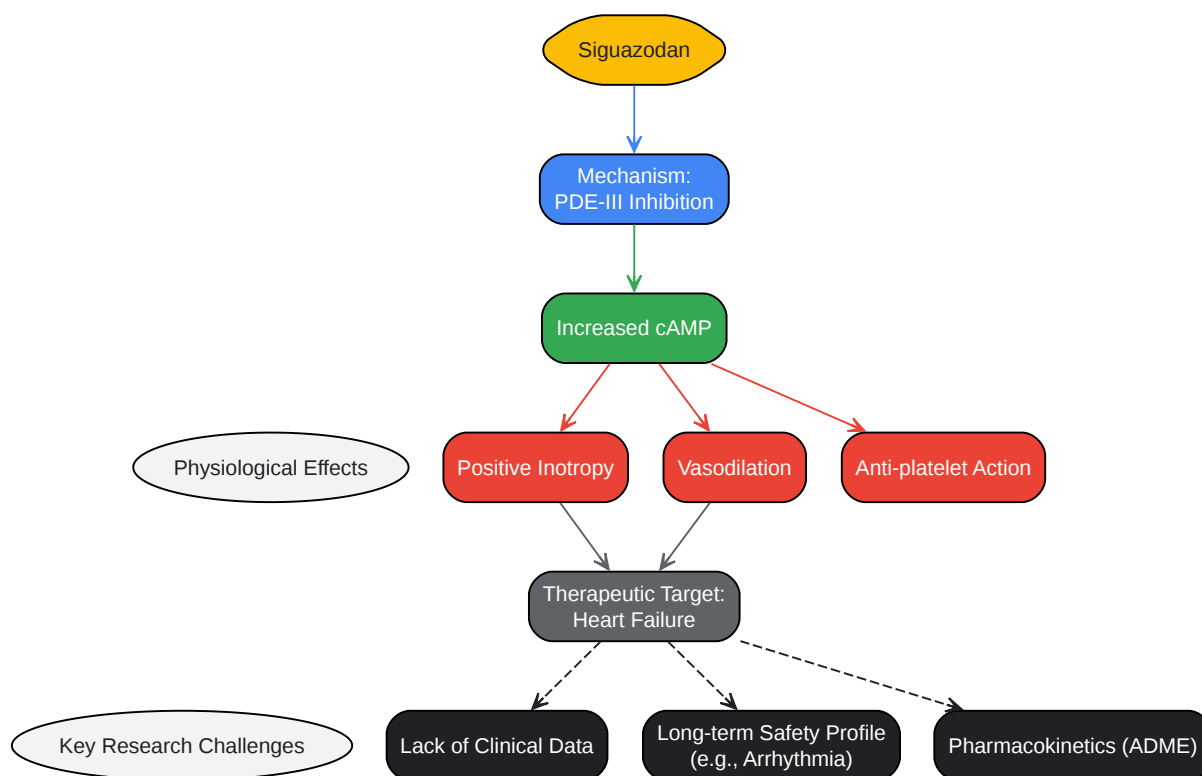 Siguazodan
Mechanism:
PDE-III Inhibition
Increased cAMP
Physiological Effects
Positive Inotropy
Vasodilation
Anti-platelet Action
Therapeutic Target:
Heart Failure
Key Research Challenges
Lack of Clinical Data
Long-term Safety Profile
(e.g., Arrhythmia)
Pharmacokinetics (ADME)